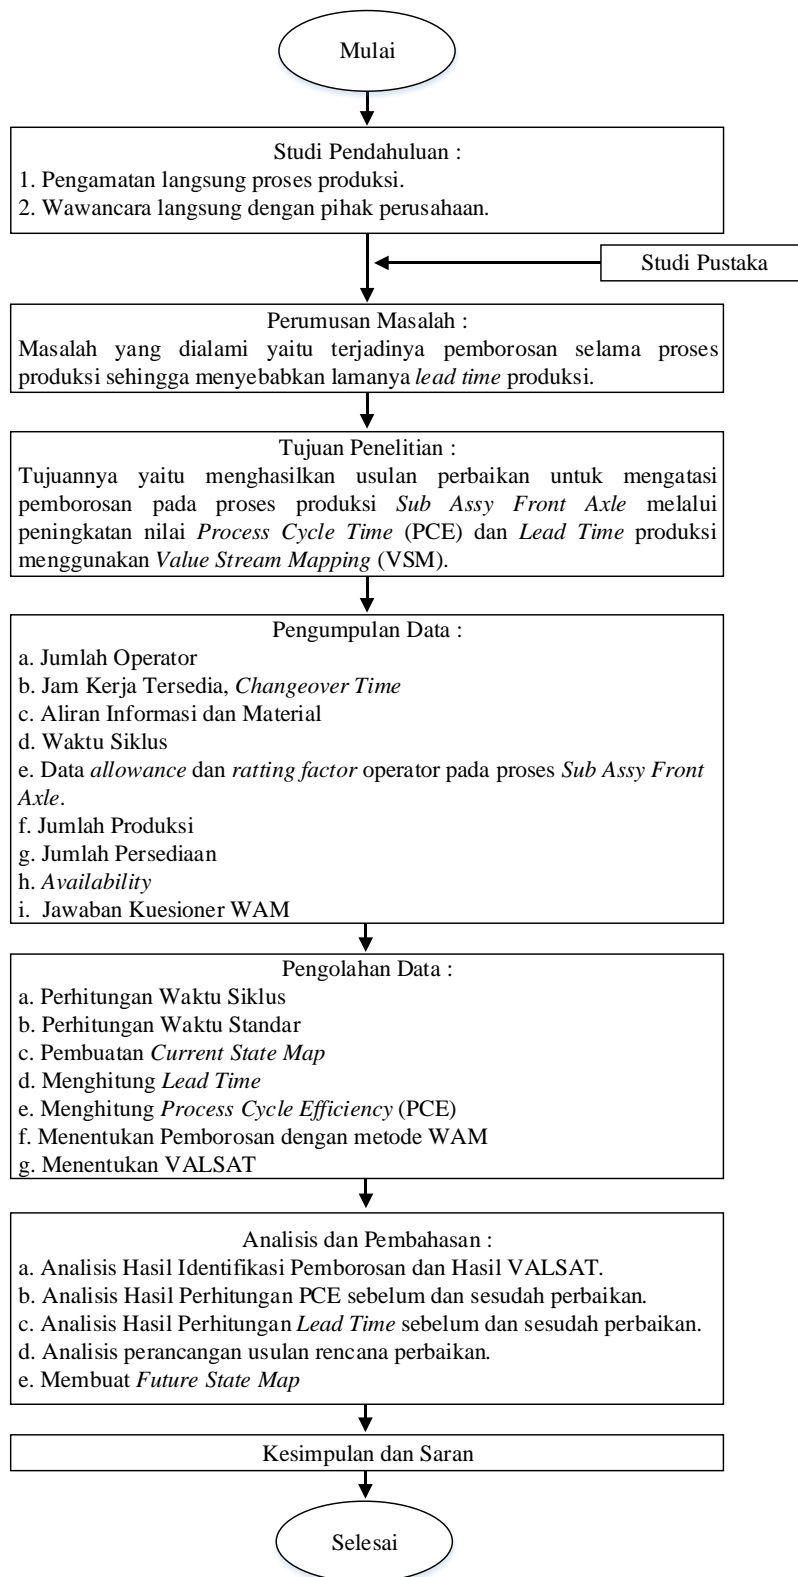 Mulai
Studi Pendahuluan :
1. Pengamatan langsung proses produksi.
2. Wawancara langsung dengan pihak perusahaan.
Studi Pustaka
Perumusan Masalah :
Masalah yang dialami yaitu terjadinya pemborosan selama proses
produksi sehingga menyebabkan lamanya lead time produksi.
Tujuan Penelitian :
Tujuannya yaitu menghasilkan usulan perbaikan untuk mengatasi
pemborosan pada proses produksi Sub Assy Front Axle melalui
peningkatan nilai Process Cycle Time (PCE) dan Lead Time produksi
menggunakan Value Stream Mapping (VSM).
Pengumpulan Data :
a. Jumlah Operator
b. Jam Kerja Tersedia, Changeover Time
c. Aliran Informasi dan Material
d. Waktu Siklus
e. Data allowance dan ratting factor operator pada proses Sub Assy Front
Axle.
f. Jumlah Produksi
g. Jumlah Persediaan
h. Availability
i. Jawaban Kuesioner WAM
Pengolahan Data :
a. Perhitungan Waktu Siklus
b. Perhitungan Waktu Standar
c. Pembuatan Current State Map
d. Menghitung Lead Time
e. Menghitung Process Cycle Efficiency (PCE)
f. Menentukan Pemborosan dengan metode WAM
g. Menentukan VALSAT
Analisis dan Pembahasan :
a. Analisis Hasil Identifikasi Pemborosan dan Hasil VALSAT.
b. Analisis Hasil Perhitungan PCE sebelum dan sesudah perbaikan.
c. Analisis Hasil Perhitungan Lead Time sebelum dan sesudah perbaikan.
d. Analisis perancangan usulan rencana perbaikan.
e. Membuat Future State Map
Kesimpulan dan Saran
Selesai